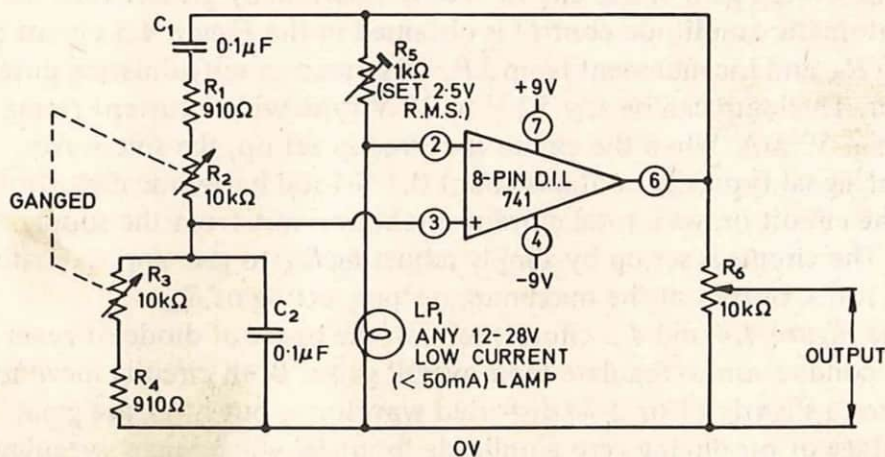 C1
0·1µF
R1
910Ω
R2
10kΩ
GANGED
R3
10kΩ
R4
910Ω
C2
0·1µF
R5
1kΩ
(SET 2·5V
R.M.S.)
+9V
7
2
8-PIN D.I.L
741
6
3
+
4
-9V
LP1
ANY 12-28V
LOW CURRENT
(< 50mA) LAMP
R6
10kΩ
OUTPUT
0V